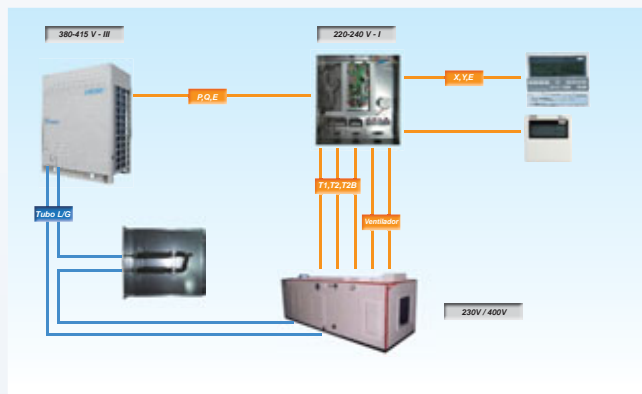 380-415 V - III
220-240 V - I
P,Q,E
X,Y,E
T1,T2,T2B
Tubo L/G
Ventilador
230V / 400V